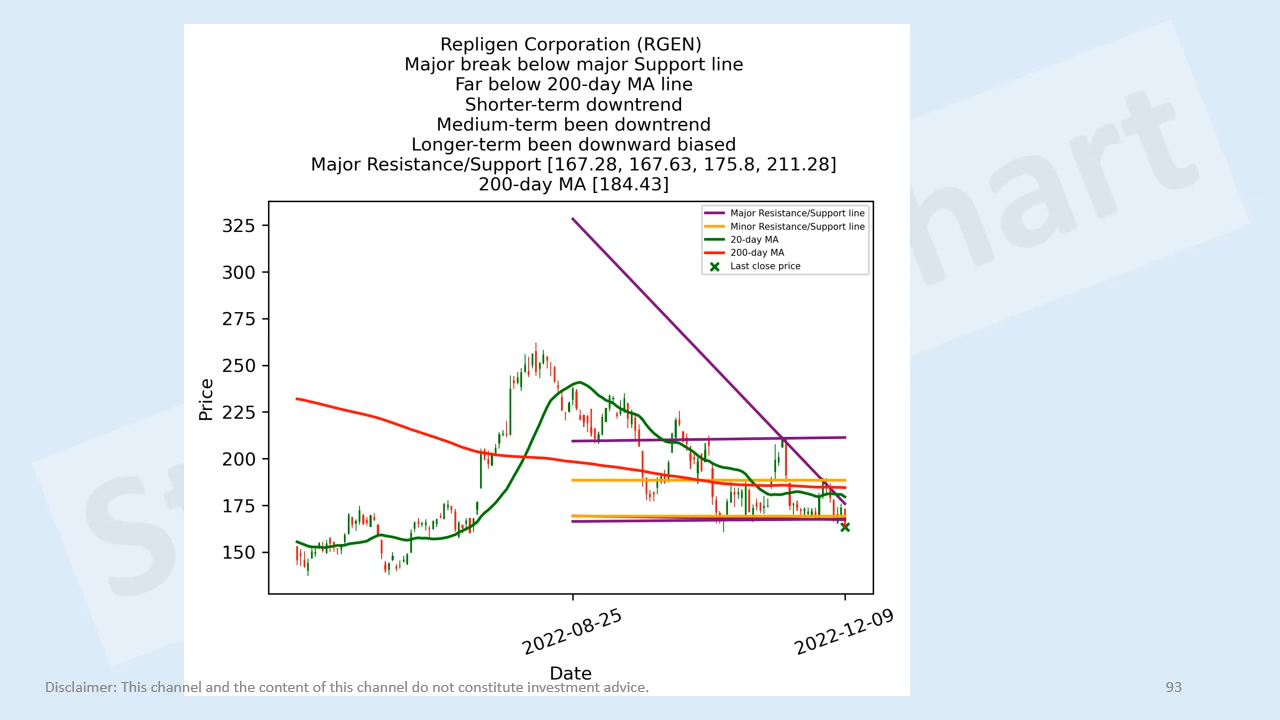 Repligen Corporation (RGEN)
Major break below major Support line
Far below 200-day MA line
Shorter-term downtrend
Medium-term been downtrend
Longer-term been downward biased
Major Resistance/Support [167.28, 167.63, 175.8, 211.28]
200-day MA [184.43]
Major Resistance/Support line
Minor Resistance/Support line
20-day MA
200-day MA
Last close price
325
300
275
250
225
200
175
150
Price
2022-08-25
2022-12-09
Date
Disclaimer: This channel and the content of this channel do not constitute investment advice.
93